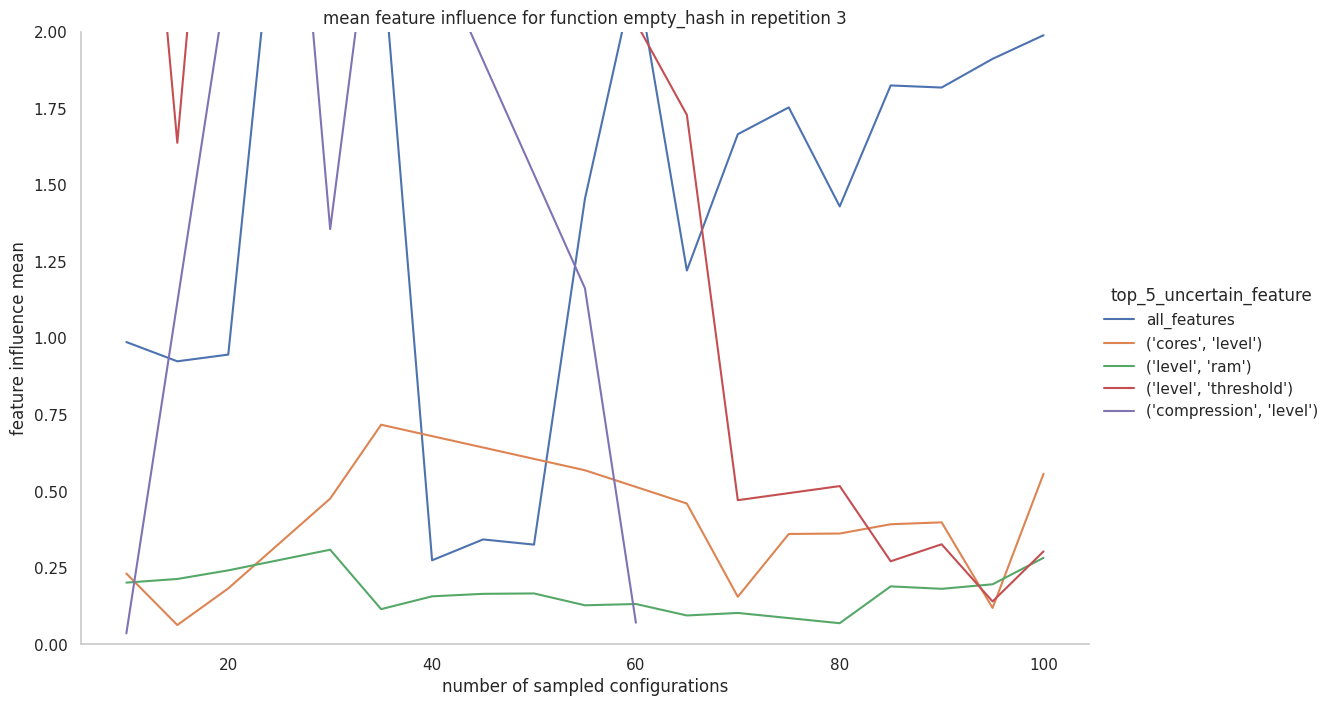 mean feature influence for function empty_hash in repetition 3
2.00
1.75
1.50
1.25
1.00
0.75
0.50
0.25
0.00
feature influence mean
20
40
60
80
100
number of sampled configurations
top_5_uncertain_feature
all_features
('cores', 'level')
('level', 'ram')
('level', 'threshold')
('compression', 'level')